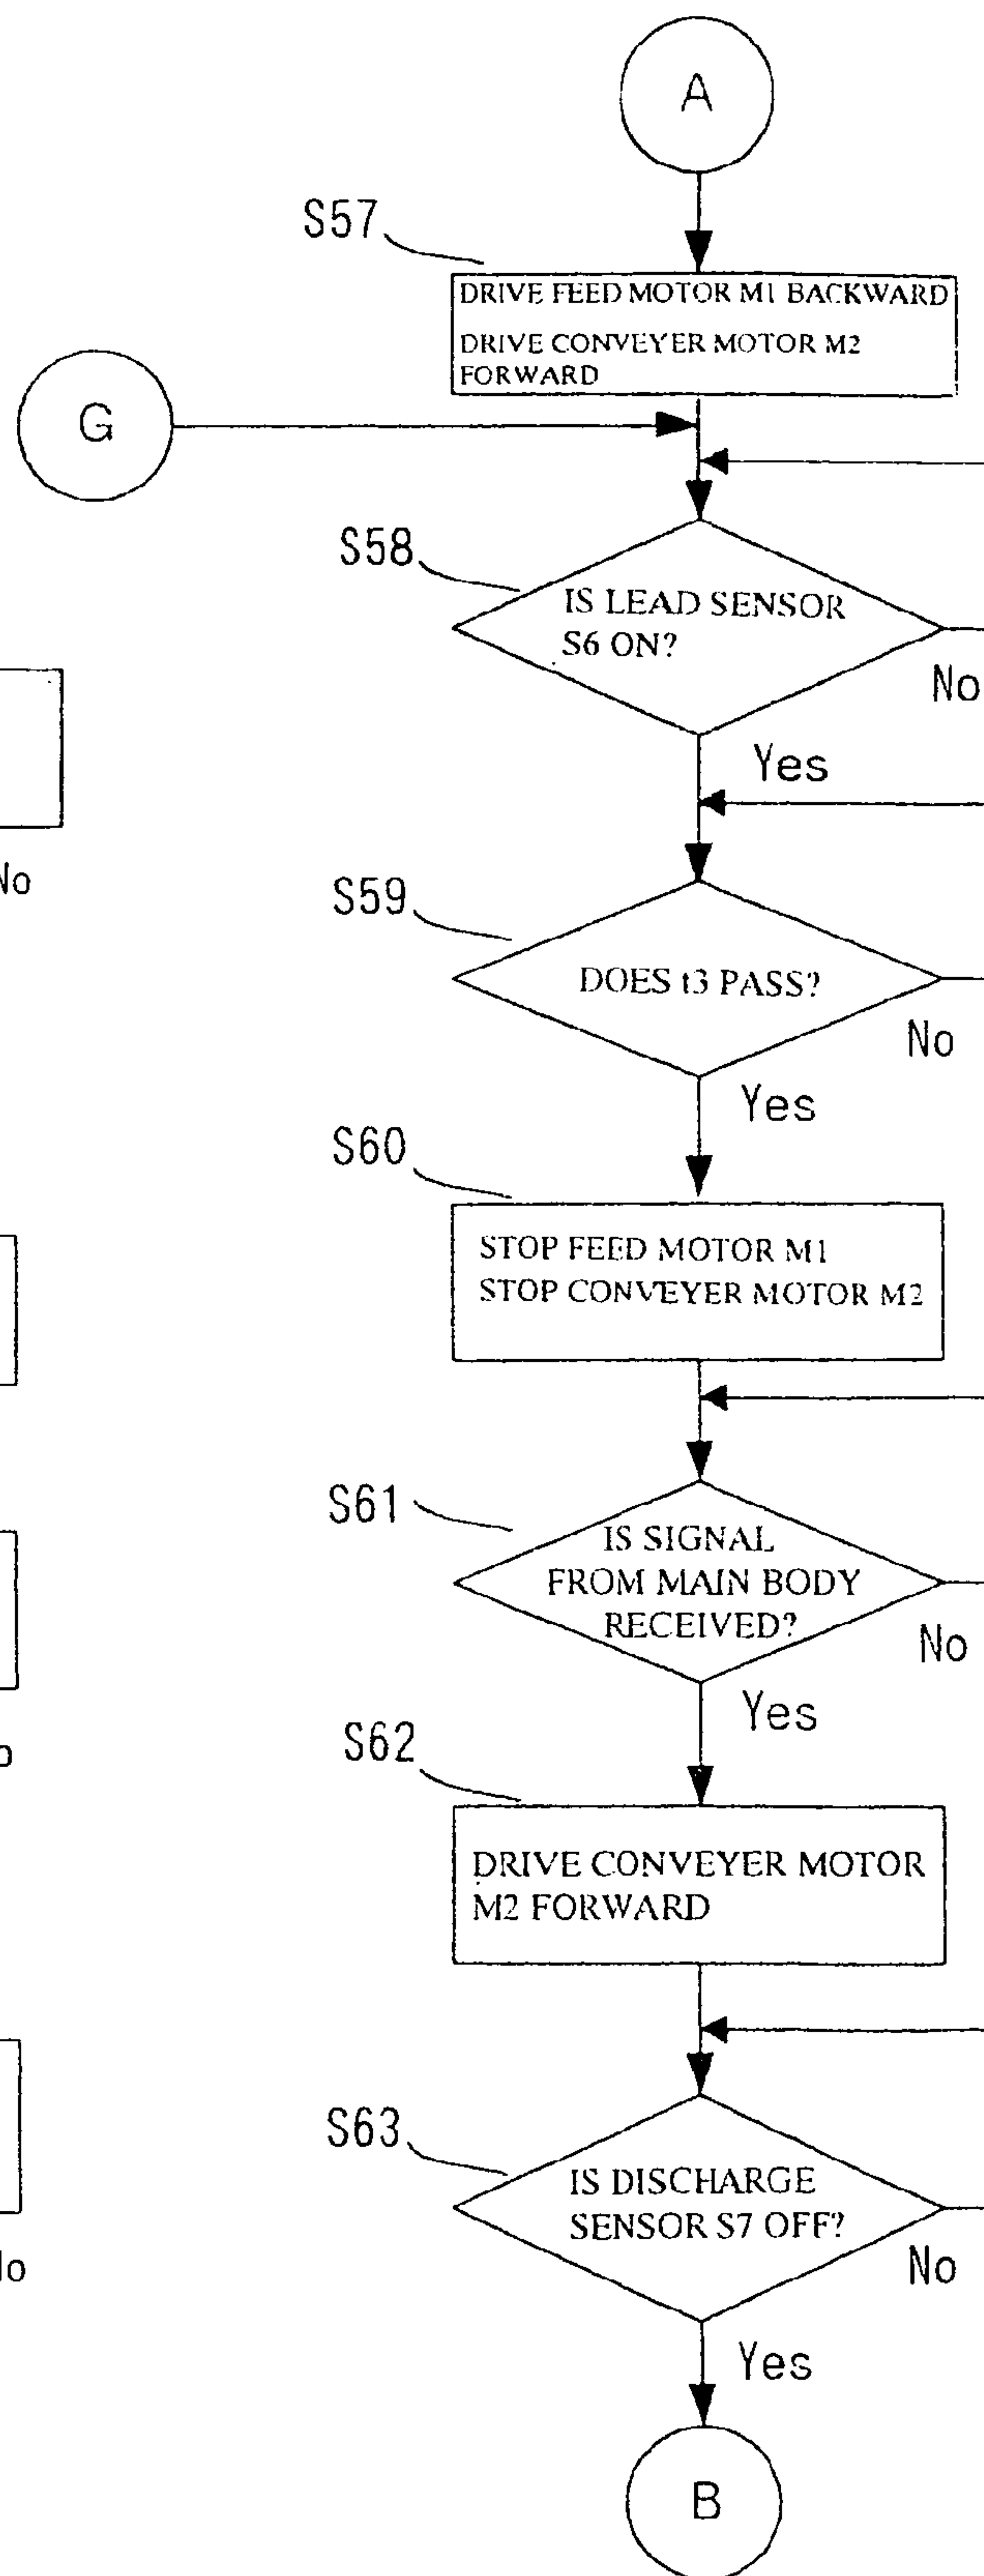 A
S57
DRIVE FEED MOTOR M1 BACKWARD
DRIVE CONVEYER MOTOR M2
FORWARD
G
S58
IS LEAD SENSOR
S6 ON?
No
Yes
No
S59
DOES t3 PASS?
No
Yes
S60
STOP FEED MOTOR M1
STOP CONVEYER MOTOR M2
S61
IS SIGNAL
FROM MAIN BODY
RECEIVED?
No
Yes
S62
DRIVE CONVEYER MOTOR
M2 FORWARD
S63
IS DISCHARGE
SENSOR S7 OFF?
No
Yes
B